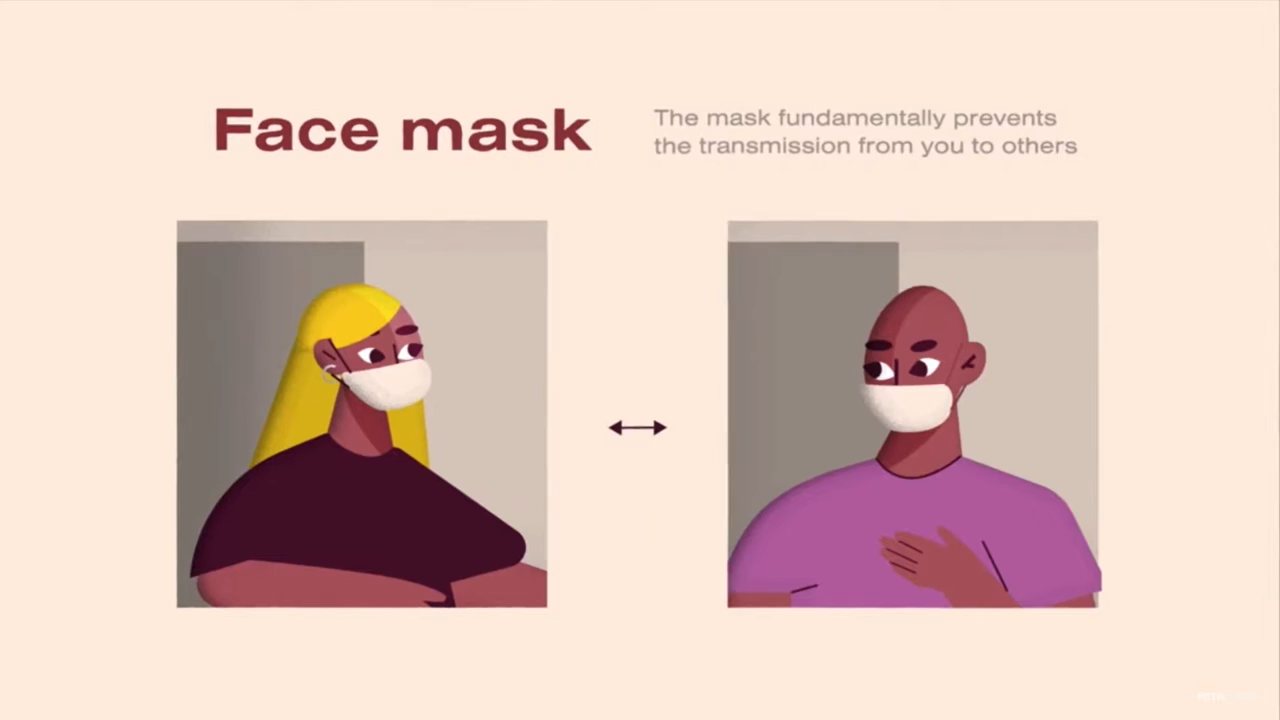 Face mask
The mask fundamentally prevents
the transmission from you to others